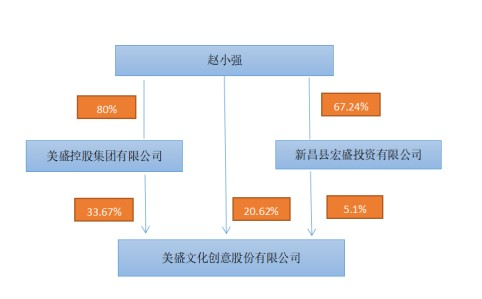 赵小强
80%
67.24%
美盛控股集团有限公司
新昌县宏盛投资有限公司
33.67%
20.62%
5.1%
美盛文化创意股份有限公司